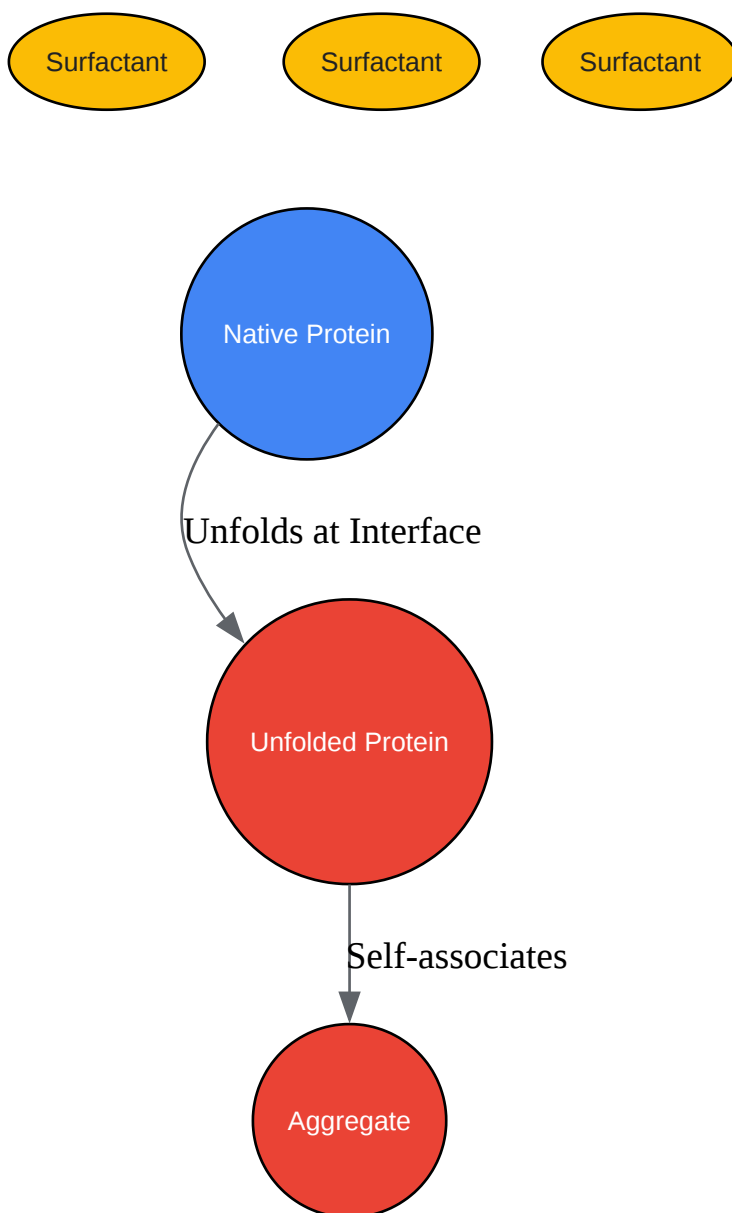 Surfactant
Surfactant
Surfactant
Native Protein
Unfolds at Interface
Unfolded Protein
Self-associates
Aggregate